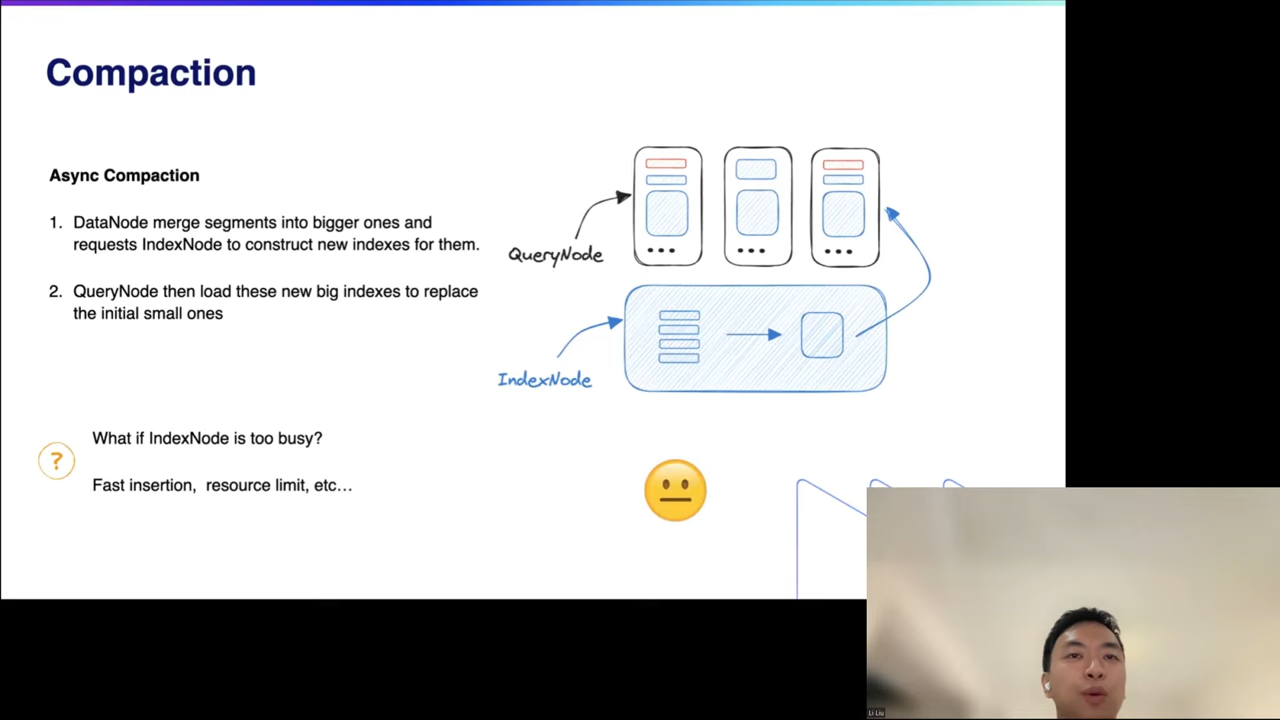 Compaction
Async Compaction
1. DataNode merge segments into bigger ones and
requests IndexNode to construct new indexes for them.
2. QueryNode then load these new big indexes to replace
the initial small ones
QueryNode
IndexNode
?
What if IndexNode is too busy?
Fast insertion, resource limit, etc…
Li Liu